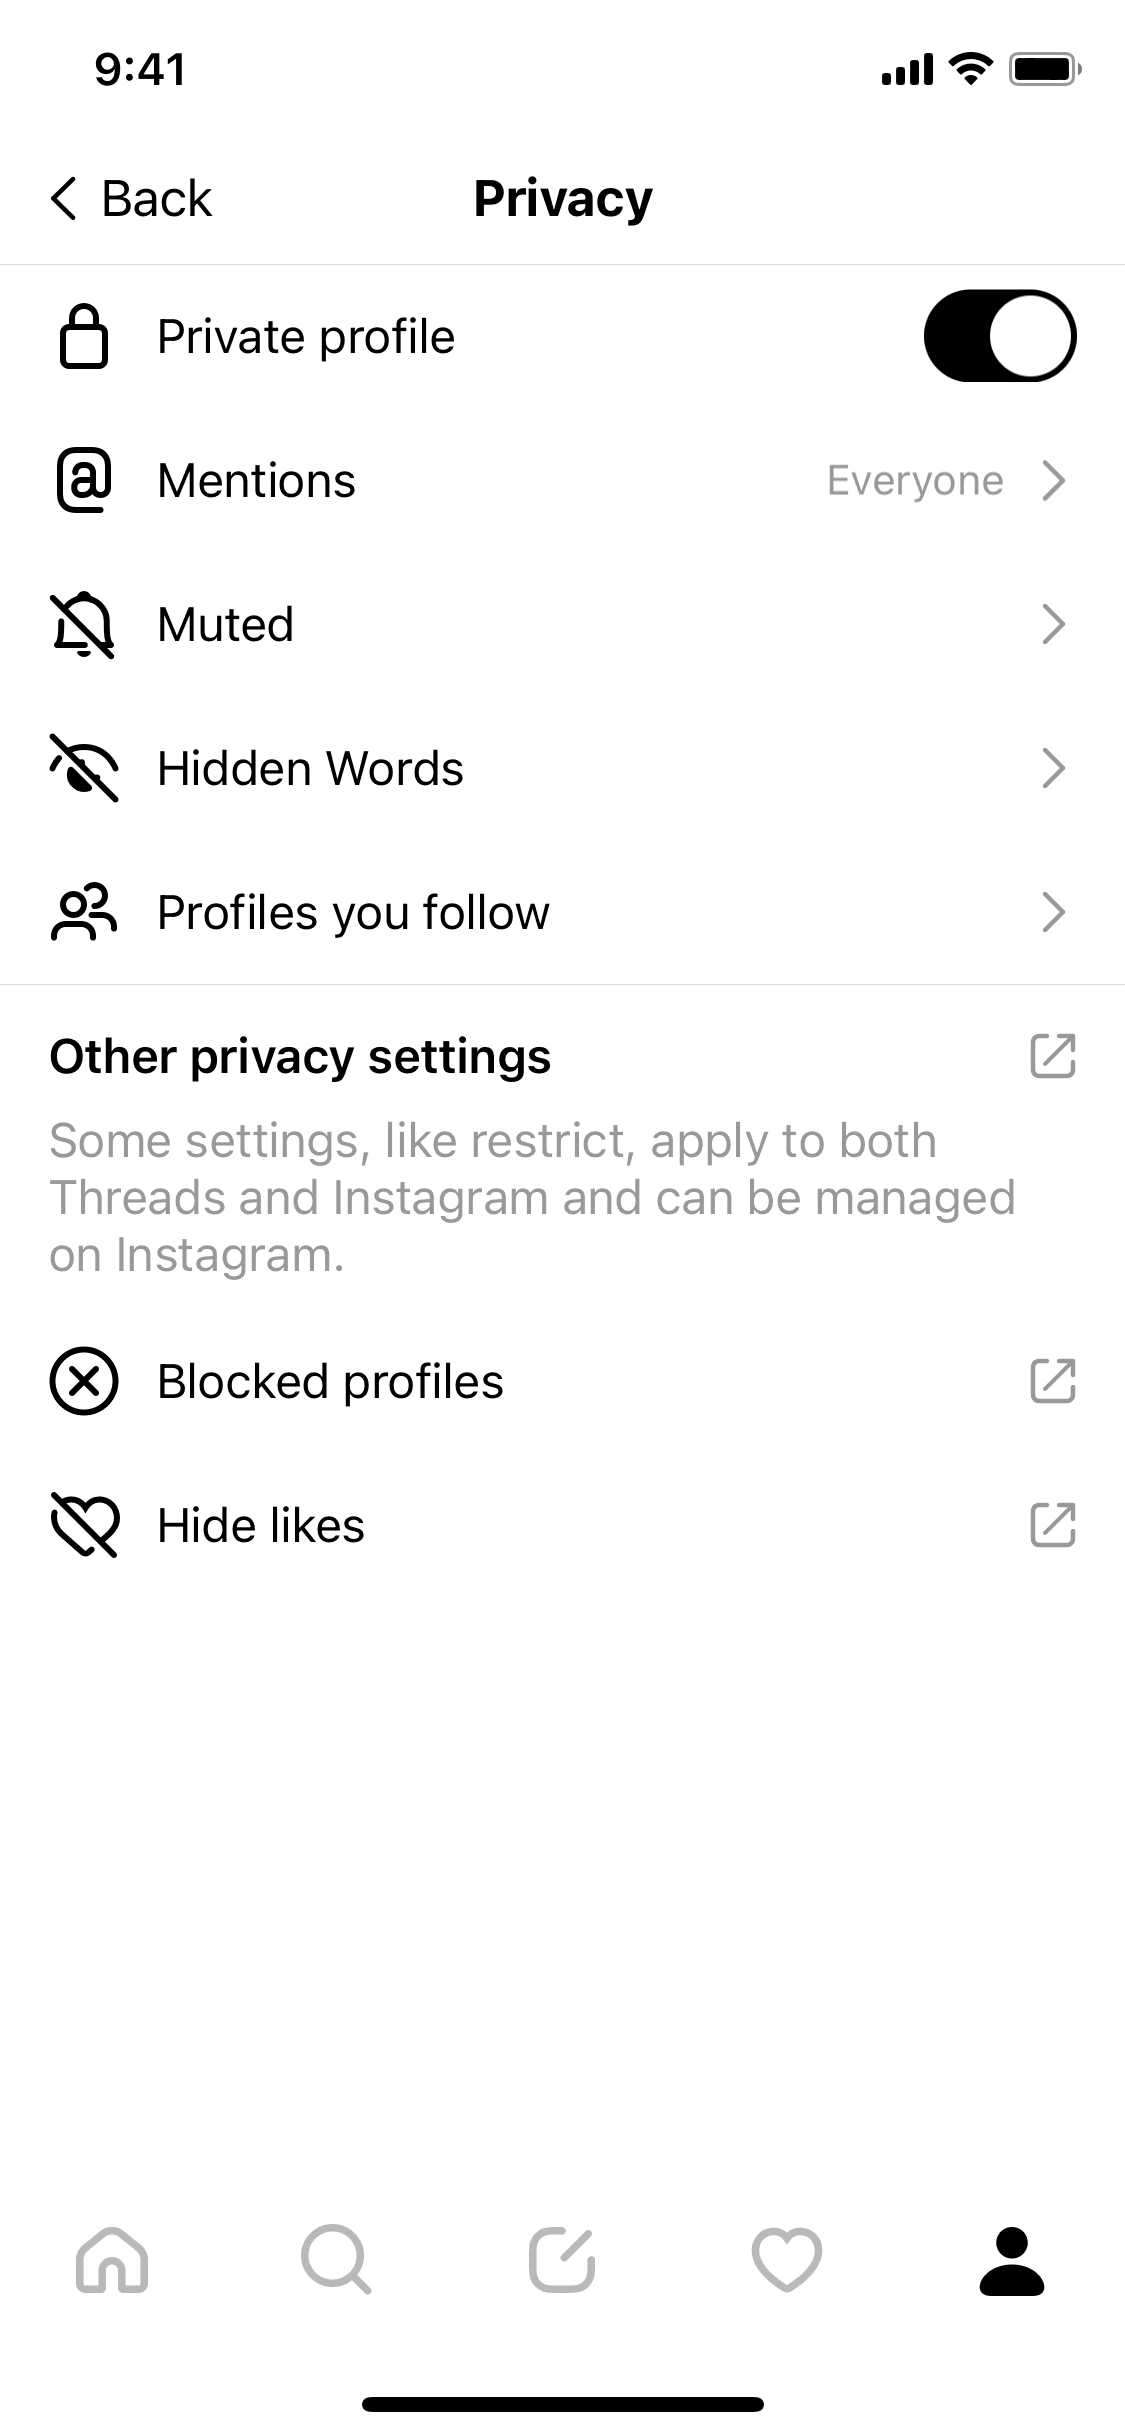 9:41
Back
Privacy
Private profile
Mentions
Everyone
Muted
Hidden Words
Profiles you follow
Other privacy settings
Some settings, like restrict, apply to both
Threads and Instagram and can be managed
on Instagram.
Blocked profiles
Hide likes